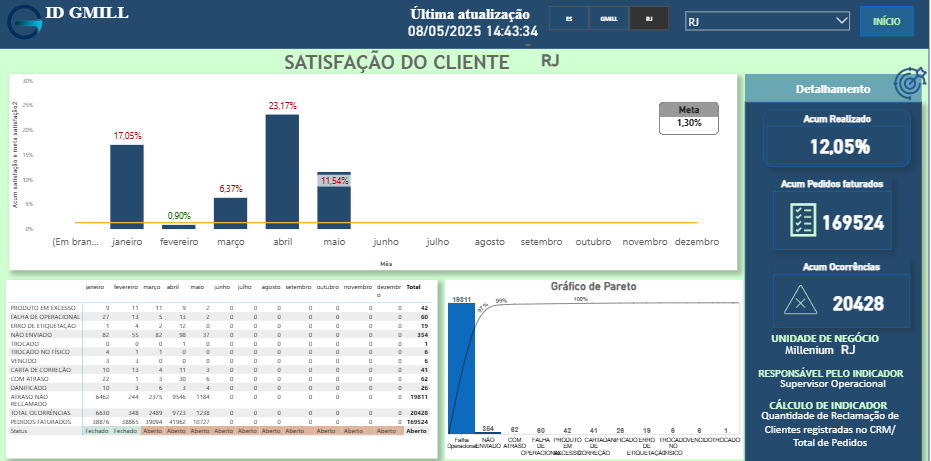 ID GMILL
Última atualização
08/05/2025 14:43:34
ES GMILL RJ
RJ
INÍCIO
SATISFAÇÃO DO CLIENTE RJ
Acum satisfação e meta satisfação2
30%
25%
20%
15%
10%
5%
0%
17,05%
0,90%
6,37%
23,17%
11,54%
Meta
1,30%
(Em bran... janeiro fevereiro março abril maio junho julho agosto setembro outubro novembro dezembro
Mês
Detalhamento
Acum Realizado
12,05%
Acum Pedidos faturados
169524
Acum Ocorrências
20428
UNIDADE DE NEGÓCIO
Millenium RJ
RESPONSÁVEL PELO INDICADOR
Supervisor Operacional
CÁLCULO DE INDICADOR
Quantidade de Reclamação de
Clientes registradas no CRM/
Total de Pedidos
janeiro fevereiro março abril maio junho julho agosto setembro outubro novembro dezembr Total
o
PRODUTO EM EXCESSO 9 11 11 9 2 0 0 0 0 0 0 0 42
FALHA DE OPERACIONAL 27 13 5 13 2 0 0 0 0 0 0 0 60
ERRO DE ETIQUETAÇÃO 1 4 2 12 0 0 0 0 0 0 0 0 19
NÃO ENVIADO 82 55 82 98 37 0 0 0 0 0 0 0 354
TROCADO 0 0 0 1 0 0 0 0 0 0 0 0 1
TROCADO NO FÍSICO 4 1 1 0 0 0 0 0 0 0 0 0 6
VENCIDO 3 3 0 0 0 0 0 0 0 0 0 0 6
CARTA DE CORREÇÃO 10 13 4 11 3 0 0 0 0 0 0 0 41
COM ATRASO 22 1 3 30 6 0 0 0 0 0 0 0 62
DANIFICADO 10 3 6 3 4 0 0 0 0 0 0 0 26
ATRASO NÃO 6462 244 2375 9546 1184 0 0 0 0 0 0 0 19811
RECLAMADO
TOTAL OCORRÊNCIAS 6630 348 2489 9723 1238 0 0 0 0 0 0 0 20428
PEDIDOS FATURADOS 38876 38865 39094 41962 10727 0 0 0 0 0 0 0 169524
Status Fechado Fechado Aberto Aberto Aberto Aberto Aberto Aberto Aberto Aberto Aberto Aberto Aberto
Gráfico de Pareto
19811
97% 99% 100%
354 62 60 42 41 26 19 6 6 1
Falha NÃO COM FALHA PRODUTO CARTA DANIFICADO ERRO TROCADO VENCIDO TROCADO
Operacional ENVIADO ATRASO DE EM DE DE NO
OPERACIONAL EXCESSO CORREÇÃO ETIQUETAÇÃO FÍSICO